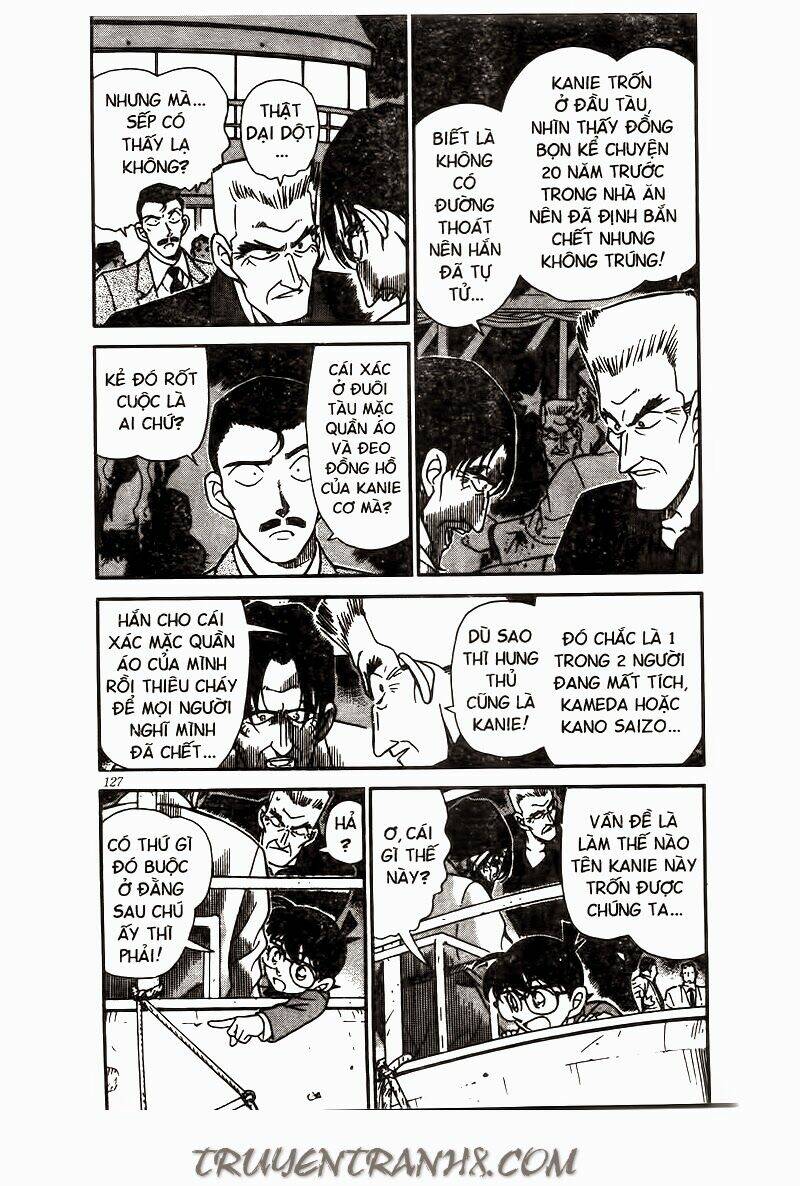 KANIE TRỐN
Ở ĐẦU TÀU,
NHÌN THẤY ĐỒNG
BỌN KỂ CHUYỆN
20 NĂM TRƯỚC
TRONG NHÀ ĂN
NÊN ĐÃ ĐỊNH BẮN
CHẾT NHƯNG
KHÔNG TRÚNG!
BIẾT LÀ
KHÔNG
CÓ
ĐƯỜNG
THOÁT
NÊN HẮN
ĐÃ TỰ
TỬ...
THẬT
DẠI DỘT
...
NHƯNG MÀ...
SẾP CÓ
THẤY LẠ
KHÔNG?
CÁI XÁC
Ở ĐUÔI
TÀU MẶC
QUẦN ÁO
VÀ ĐEO
ĐỒNG HỒ
CỦA KANIE
CƠ MÀ?
KẺ ĐÓ RỐT
CUỘC LÀ
AI CHỨ?
ĐÓ CHẮC LÀ 1
TRONG 2 NGƯỜI
ĐANG MẤT TÍCH,
KAMEDA HOẶC
KANO SAIZO...
DÙ SAO
THÌ HUNG
THỦ
CŨNG LÀ
KANIE!
HẮN CHO CÁI
XÁC MẶC QUẦN
ÁO CỦA MÌNH
RỒI THIÊU CHÁY
ĐỂ MỌI NGƯỜI
NGHĨ MÌNH
ĐÃ CHẾT...
127
VẤN ĐỀ LÀ
LÀM THẾ NÀO
TÊN KANIE NÀY
TRỐN ĐƯỢC
CHÚNG TA...
Ơ, CÁI
GÌ THẾ
NÀY?
HẢ
?
CÓ THỨ GÌ
ĐÓ BUỘC
Ở ĐẰNG
SAU CHÚ
ẤY THÌ
PHẢI!
TRUYENTRANH8.COM